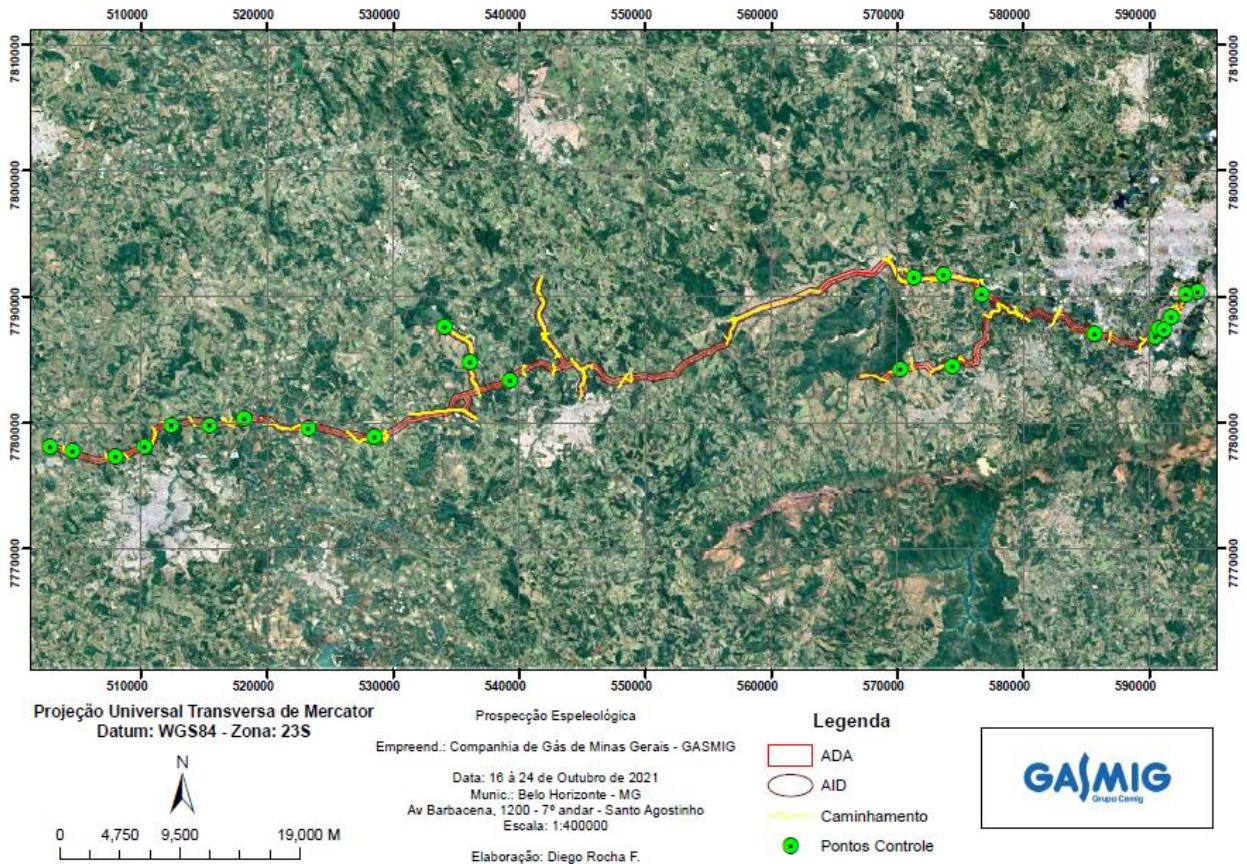 510000 520000 530000 540000 550000 560000 570000 580000 590000
7810000 7810000
7800000 7800000
7790000 7790000
7780000 7780000
7770000 7770000
510000 520000 530000 540000 550000 560000 570000 580000 590000
Projeção Universal Transversa de Mercator
Datum: WGS84 - Zona: 23S
N
0 4,750 9,500 19,000 M
Prospecção Espeleológica
Empreend.: Companhia de Gás de Minas Gerais - GASMIG
Data: 16 à 24 de Outubro de 2021
Munic.: Belo Horizonte - MG
Av Barbacena, 1200 - 7º andar - Santo Agostinho
Escala: 1:400000
Elaboração: Diego Rocha F.
Legenda
ADA
AID
Caminhamento
Pontos Controle
GASMIG
Grupo Cemig